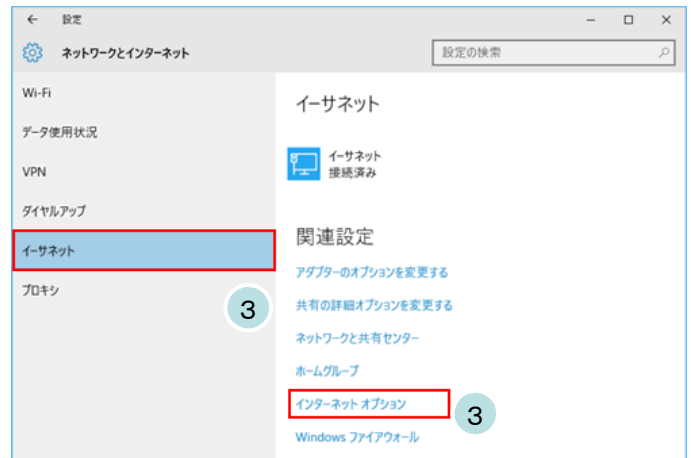 設定
ネットワークとインターネット
設定の検索
Wi-Fi
データ使用状況
VPN
ダイヤルアップ
イーサネット
プロキシ
3
イーサネット
イーサネット
接続済み
関連設定
アダプターのオプションを変更する
共有の詳細オプションを変更する
ネットワークと共有センター
ホームグループ
インターネット オプション
3
Windows ファイアウォール